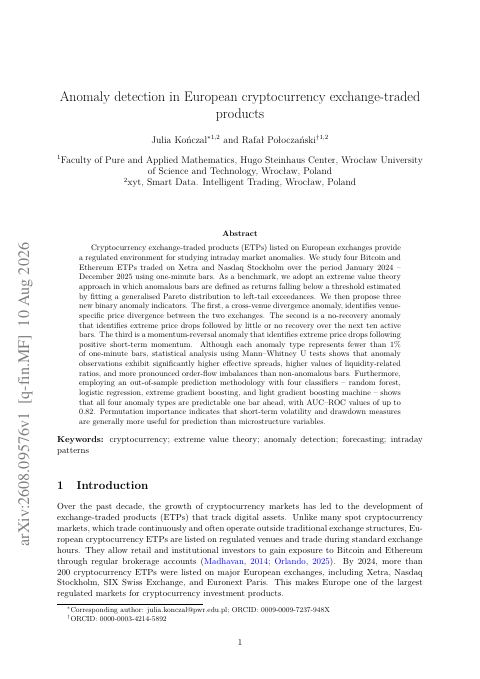 Anomaly detection in European cryptocurrency exchange-traded
products
Julia Kończal*1,2 and Rafał Połoczański†1,2
1Faculty of Pure and Applied Mathematics, Hugo Steinhaus Center, Wrocław University
of Science and Technology, Wrocław, Poland
2xyt, Smart Data. Intelligent Trading, Wrocław, Poland
Abstract
Cryptocurrency exchange-traded products (ETPs) listed on European exchanges provide
a regulated environment for studying intraday market anomalies. We study four Bitcoin and
Ethereum ETPs traded on Xetra and Nasdaq Stockholm over the period January 2024 –
December 2025 using one-minute bars. As a benchmark, we adopt an extreme value theory
approach in which anomalous bars are defined as returns falling below a threshold estimated
by fitting a generalised Pareto distribution to left-tail exceedances. We then propose three
new binary anomaly indicators. The first, a cross-venue divergence anomaly, identifies venue-
specific price divergence between the two exchanges. The second is a no-recovery anomaly
that identifies extreme price drops followed by little or no recovery over the next ten active
bars. The third is a momentum-reversal anomaly that identifies extreme price drops following
positive short-term momentum. Although each anomaly type represents fewer than 1%
of one-minute bars, statistical analysis using Mann–Whitney U tests shows that anomaly
observations exhibit significantly higher effective spreads, higher values of liquidity-related
ratios, and more pronounced order-flow imbalances than non-anomalous bars. Furthermore,
employing an out-of-sample prediction methodology with four classifiers – random forest,
logistic regression, extreme gradient boosting, and light gradient boosting machine – shows
that all four anomaly types are predictable one bar ahead, with AUC–ROC values of up to
0.82. Permutation importance indicates that short-term volatility and drawdown measures
are generally more useful for prediction than microstructure variables.
Keywords: cryptocurrency; extreme value theory; anomaly detection; forecasting; intraday
patterns
1 Introduction
Over the past decade, the growth of cryptocurrency markets has led to the development of
exchange-traded products (ETPs) that track digital assets. Unlike many spot cryptocurrency
markets, which trade continuously and often operate outside traditional exchange structures, Eu-
ropean cryptocurrency ETPs are listed on regulated venues and trade during standard exchange
hours. They allow retail and institutional investors to gain exposure to Bitcoin and Ethereum
through regular brokerage accounts (Madhavan, 2014; Orlando, 2025). By 2024, more than
200 cryptocurrency ETPs were listed on major European exchanges, including Xetra, Nasdaq
Stockholm, SIX Swiss Exchange, and Euronext Paris. This makes Europe one of the largest
regulated markets for cryptocurrency investment products.
*Corresponding author: julia.konczal@pwr.edu.pl; ORCID: 0009-0009-7237-948X
†ORCID: 0000-0003-4214-5892
1
arXiv:2608.09576v1 [q-fin.MF] 10 Aug 2026